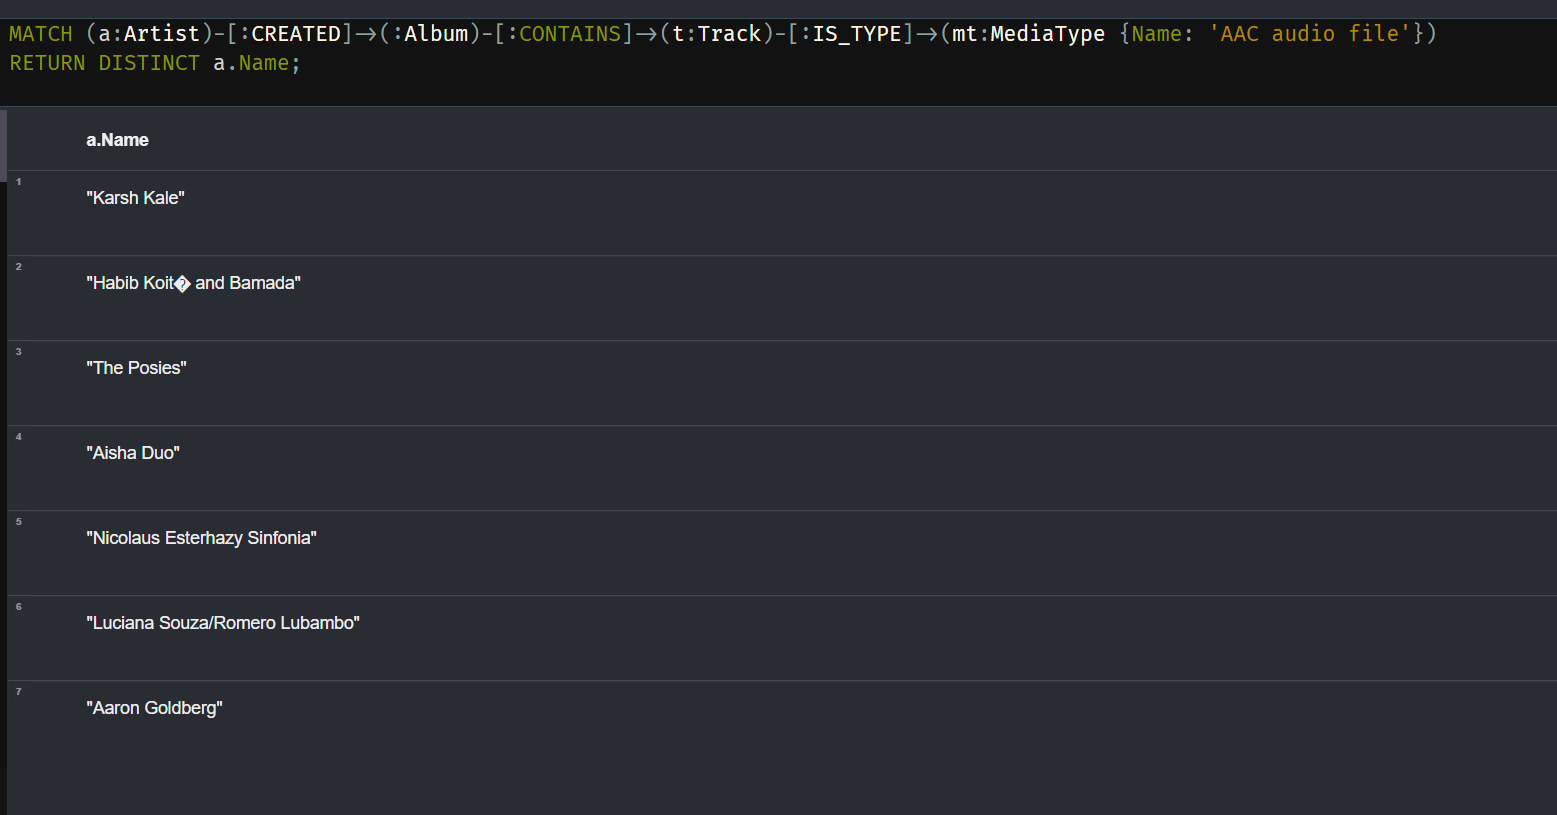 MATCH (a:Artist)-[:CREATED]->(:Album)-[:CONTAINS]->(t:Track)-[:IS_TYPE]->(mt:MediaType {Name: 'AAC audio file'})
RETURN DISTINCT a.Name;
a.Name
1
"Karsh Kale"
2
"Habib Koit� and Bamada"
3
"The Posies"
4
"Aisha Duo"
5
"Nicolaus Esterhazy Sinfonia"
6
"Luciana Souza/Romero Lubambo"
7
"Aaron Goldberg"